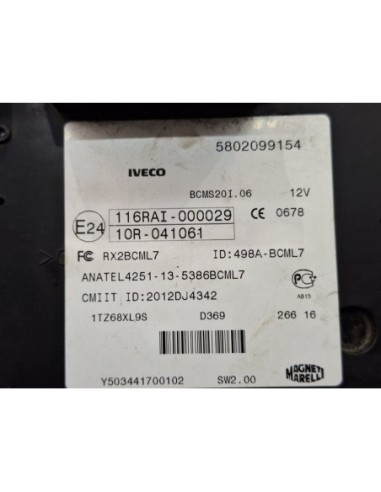 5802099154
IVECO
BCMS20I.06 12V
E24 116RAI-000029 CE 0678
10R-041061
FC RX2BCML7 ID:498A-BCML7
ANATEL4251-13-5386BCML7
CMIIT ID:2012DJ4342 AB15
1TZ68XL9S D369 266 16
MAGNETI
MARELLI
Y503441700102 SW2.00